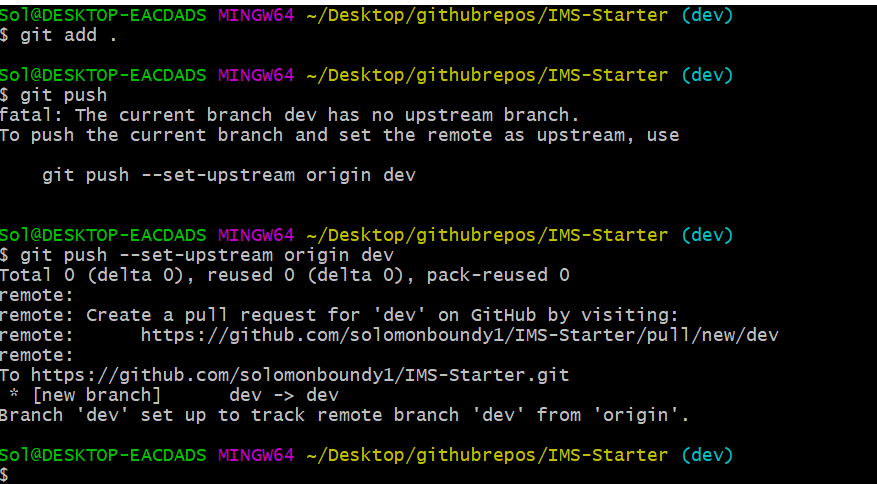 Sol@DESKTOP-EACDADS MINGW64 ~/Desktop/githubrepos/IMS-Starter (dev)
$ git add .
Sol@DESKTOP-EACDADS MINGW64 ~/Desktop/githubrepos/IMS-Starter (dev)
$ git push
fatal: The current branch dev has no upstream branch.
To push the current branch and set the remote as upstream, use
git push --set-upstream origin dev
Sol@DESKTOP-EACDADS MINGW64 ~/Desktop/githubrepos/IMS-Starter (dev)
$ git push --set-upstream origin dev
Total 0 (delta 0), reused 0 (delta 0), pack-reused 0
remote:
remote: Create a pull request for 'dev' on GitHub by visiting:
remote:      https://github.com/solomonboundy1/IMS-Starter/pull/new/dev
remote:
To https://github.com/solomonboundy1/IMS-Starter.git
 * [new branch]      dev -> dev
Branch 'dev' set up to track remote branch 'dev' from 'origin'.
Sol@DESKTOP-EACDADS MINGW64 ~/Desktop/githubrepos/IMS-Starter (dev)
$